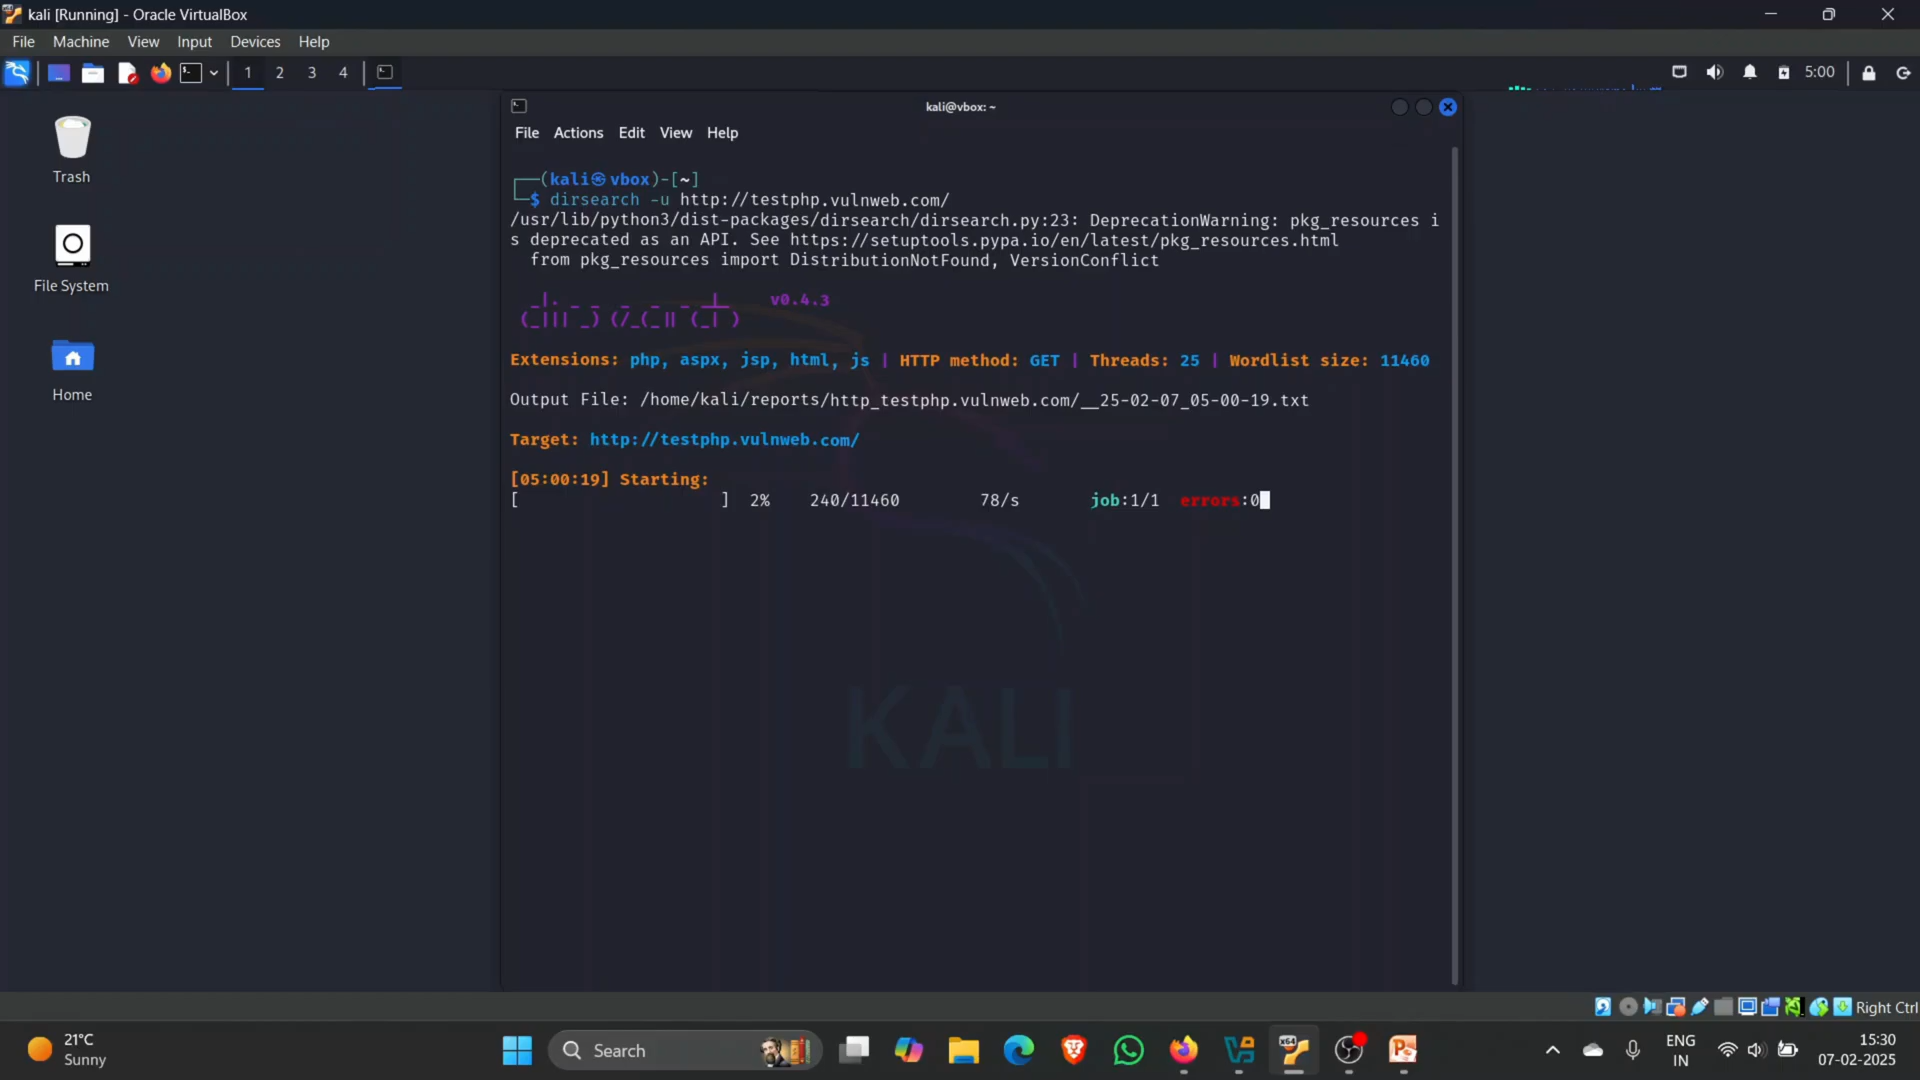 kali [Running] - Oracle VirtualBox
File Machine View Input Devices Help
1 2 3 4
5:00
Trash
File System
Home
kali@vbox: ~
File Actions Edit View Help
┌──(kali㉿vbox)-[~]
└─$ dirsearch -u http://testphp.vulnweb.com/
/usr/lib/python3/dist-packages/dirsearch/dirsearch.py:23: DeprecationWarning: pkg_resources i
s deprecated as an API. See https://setuptools.pypa.io/en/latest/pkg_resources.html
from pkg_resources import DistributionNotFound, VersionConflict
_|. _ _ _ _ _ _|_ v0.4.3
(_||| _) (/_(_|| (_| )
Extensions: php, aspx, jsp, html, js | HTTP method: GET | Threads: 25 | Wordlist size: 11460
Output File: /home/kali/reports/http_testphp.vulnweb.com/__25-02-07_05-00-19.txt
Target: http://testphp.vulnweb.com/
[05:00:19] Starting:
[ ] 2% 240/11460 78/s job:1/1 errors:0
KALI
Right Ctrl
21°C
Sunny
Search
ENG
IN
15:30
07-02-2025